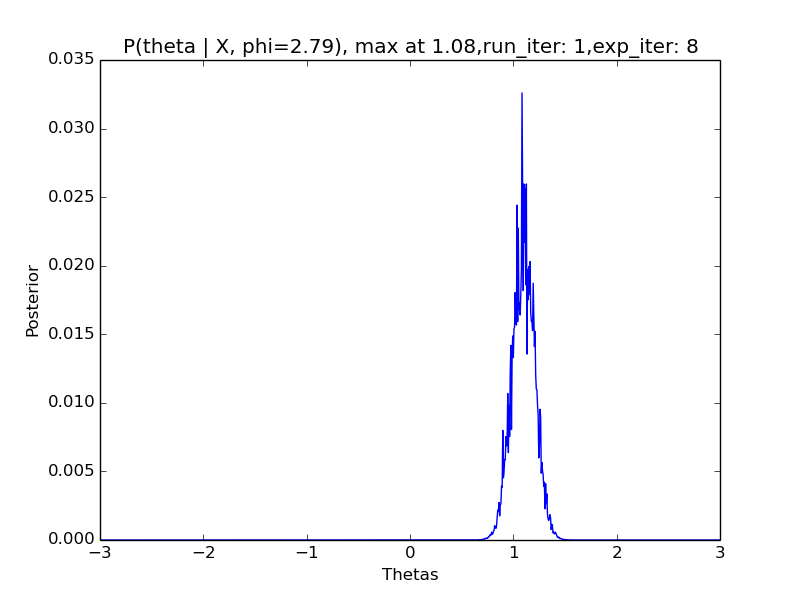 P(theta | X, phi=2.79), max at 1.08,run_iter: 1,exp_iter: 8
0.035
0.030
0.025
0.020
0.015
0.010
0.005
0.000
Posterior
−3 −2 −1 0 1 2 3
Thetas